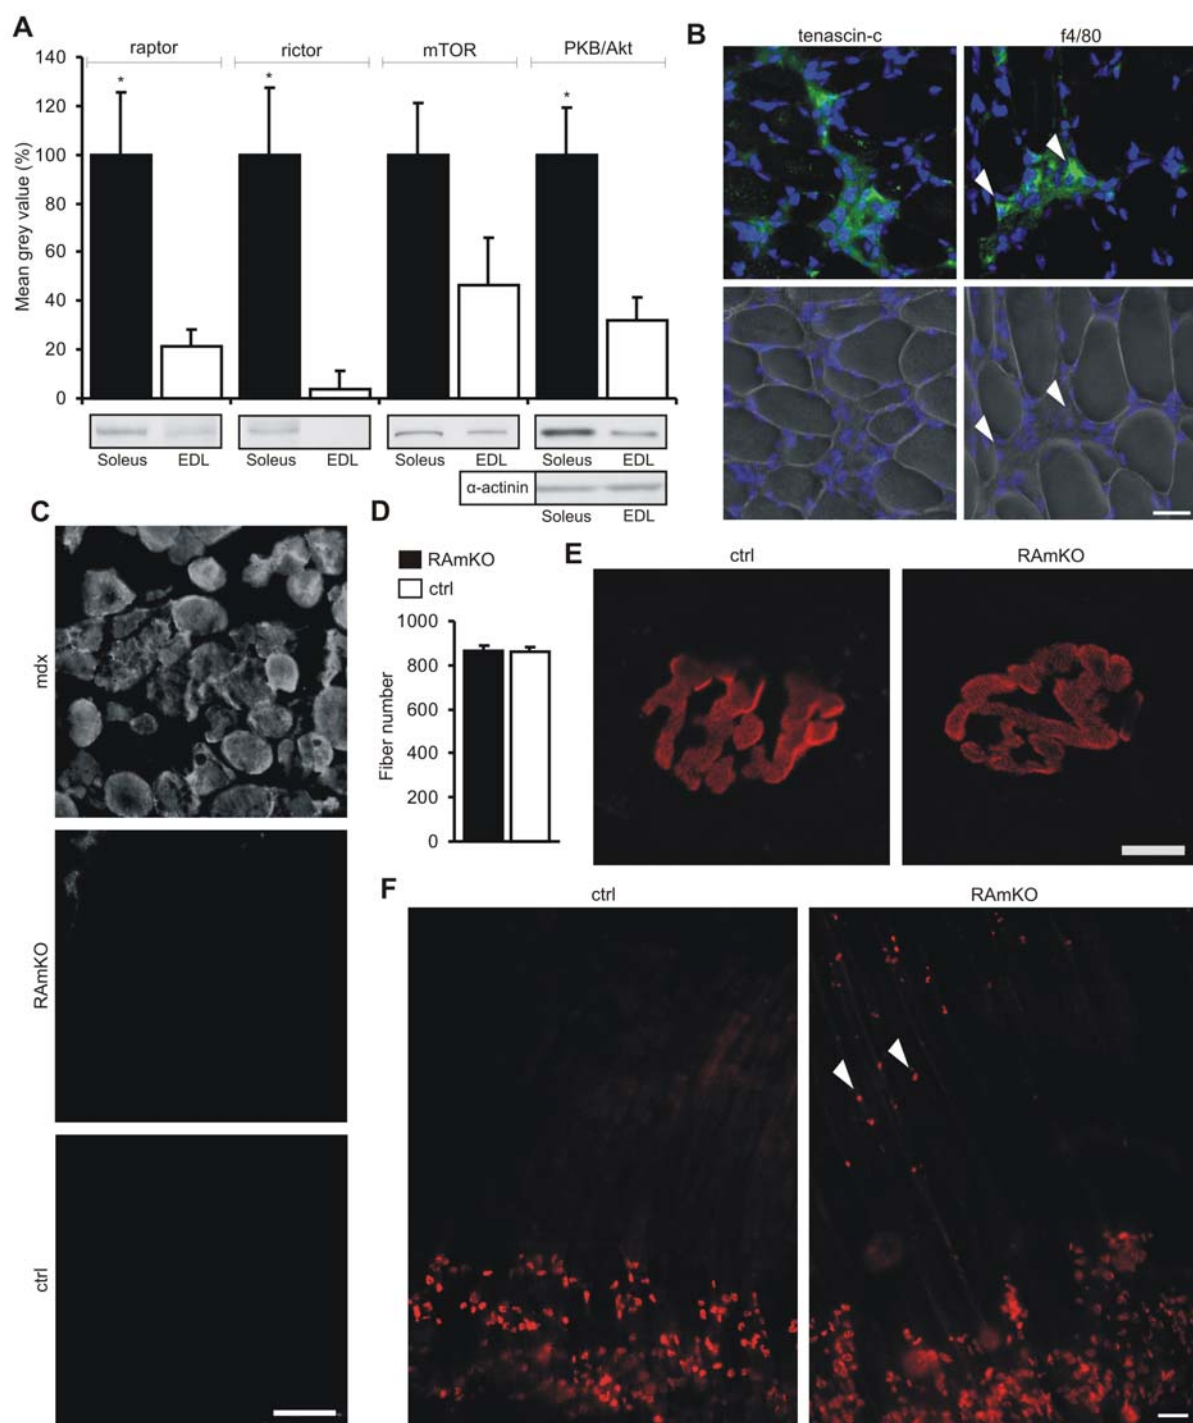 A
raptor
rictor
mTOR
PKB/Akt
Mean grey value (%)
140
120
100
80
60
40
20
0
*
*
*
Soleus
EDL
Soleus
EDL
Soleus
EDL
Soleus
EDL
α-actinin
Soleus
EDL
B
tenascin-c
f4/80
C
mdx
RAmKO
ctrl
D
RAmKO
ctrl
Fiber number
1000
800
600
400
200
0
E
ctrl
RAmKO
F
ctrl
RAmKO